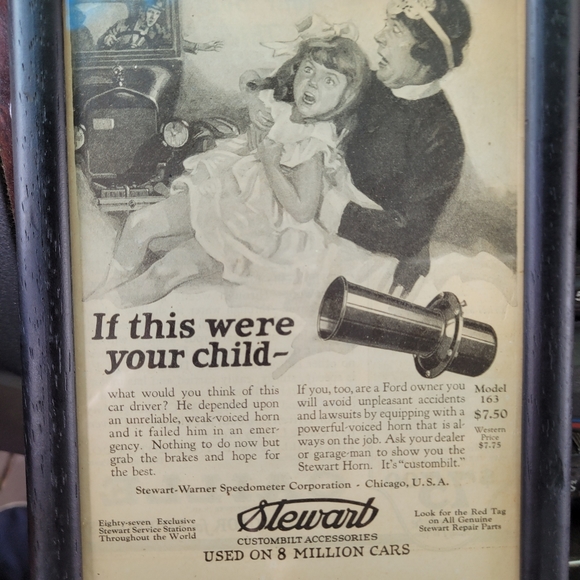 If this were
your child~
what would you think of this
car driver? He depended upon
an unreliable, weak-voiced horn
and it failed him in an emer-
gency. Nothing to do now but
grab the brakes and hope for
the best.
If you, too, are a Ford owner you
will avoid unpleasant accidents
and lawsuits by equipping with a
powerful-voiced horn that is al-
ways on the job. Ask your dealer
or garage-man to show you the
Stewart Horn. It's "custombilt."
Model
163
$7.50
Western
Price
$7.75
Stewart-Warner Speedometer Corporation - Chicago, U. S. A.
Eighty-seven Exclusive
Stewart Service Stations
Throughout the World
Stewart
CUSTOMBILT ACCESSORIES
USED ON 8 MILLION CARS
Look for the Red Tag
on All Genuine
Stewart Repair Parts